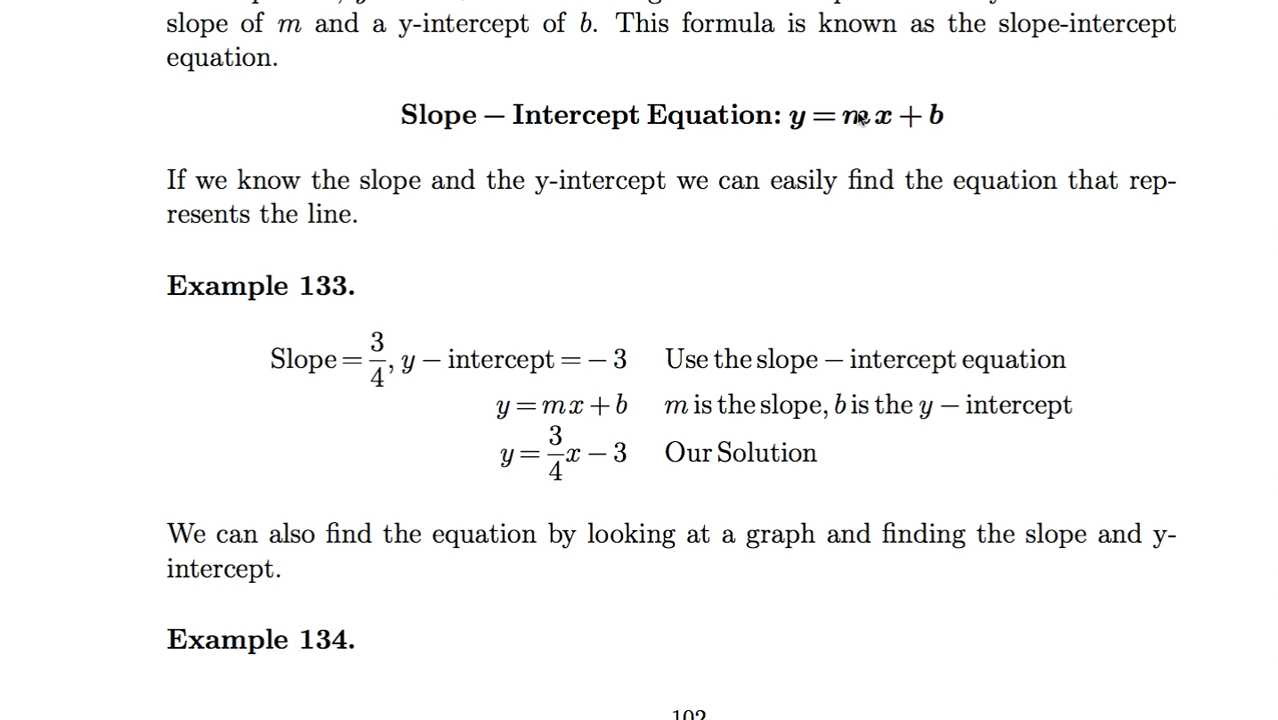 slope of m and a y-intercept of b. This formula is known as the slope-intercept
equation.
Slope – Intercept Equation: y = mx + b
If we know the slope and the y-intercept we can easily find the equation that rep-
resents the line.
Example 133.
Slope = 3/4, y – intercept = – 3 Use the slope – intercept equation
y = mx + b m is the slope, b is the y – intercept
y = 3/4 x – 3 Our Solution
We can also find the equation by looking at a graph and finding the slope and y-
intercept.
Example 134.
102